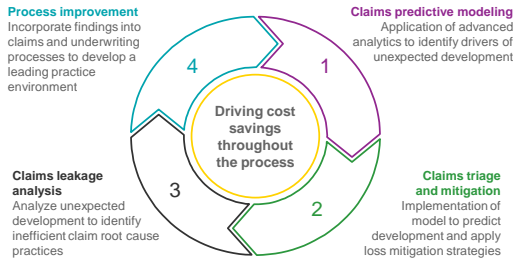 Process improvement
Incorporate findings into
claims and underwriting
processes to develop a
leading practice
environment
Claims predictive modeling
Application of advanced
analytics to identify drivers of
unexpected development
4
1
Driving cost
savings
throughout
the process
3
2
Claims leakage
analysis
Analyze unexpected
development to identify
inefficient claim root cause
practices
Claims triage
and mitigation
Implementation of
model to predict
development and apply
loss mitigation strategies